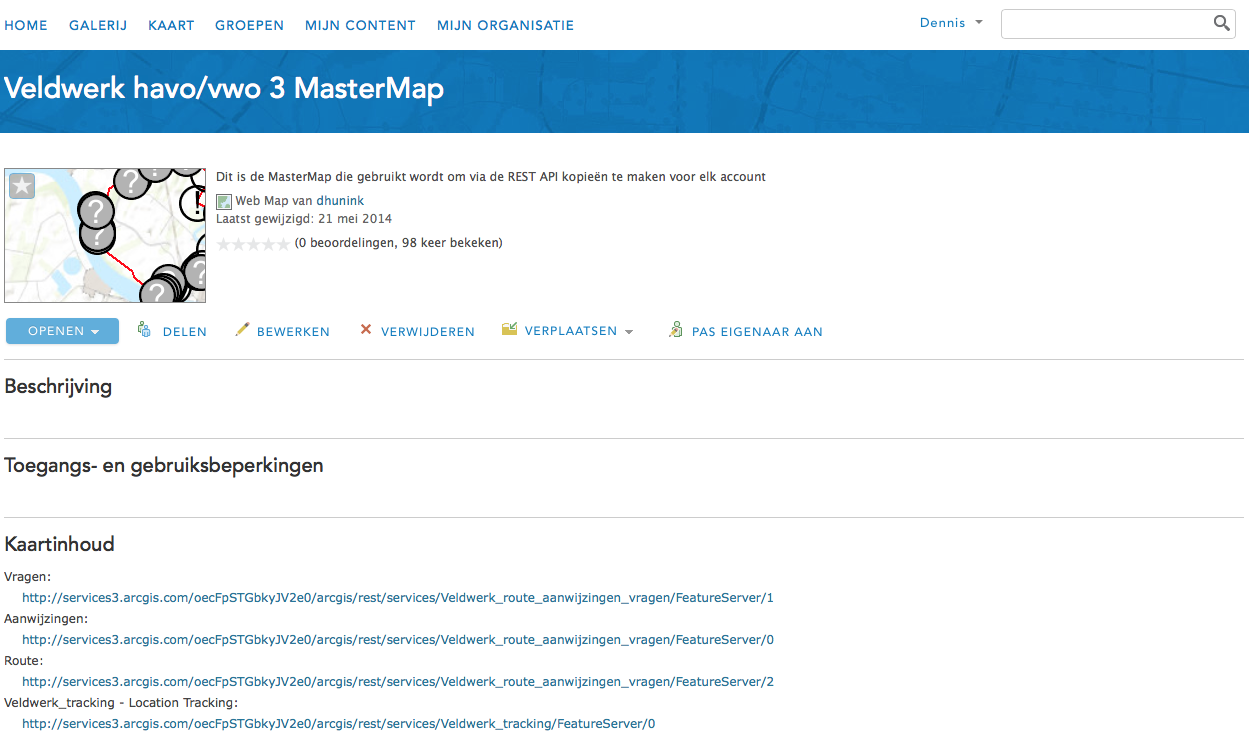 HOME GALERIJ KAART GROEPEN MIJN CONTENT MIJN ORGANISATIE Dennis
Veldwerk havo/vwo 3 MasterMap
Dit is de MasterMap die gebruikt wordt om via de REST API kopieën te maken voor elk account
Web Map van dhunink
Laatst gewijzigd: 21 mei 2014
(0 beoordelingen, 98 keer bekeken)
OPENEN DELEN BEWERKEN VERWIJDEREN VERPLAATSEN PAS EIGENAAR AAN
Beschrijving
Toegangs- en gebruiksbeperkingen
Kaartinhoud
Vragen:
http://services3.arcgis.com/oecFpSTGbkyJV2e0/arcgis/rest/services/Veldwerk_route_aanwijzingen_vragen/FeatureServer/1
Aanwijzingen:
http://services3.arcgis.com/oecFpSTGbkyJV2e0/arcgis/rest/services/Veldwerk_route_aanwijzingen_vragen/FeatureServer/0
Route:
http://services3.arcgis.com/oecFpSTGbkyJV2e0/arcgis/rest/services/Veldwerk_route_aanwijzingen_vragen/FeatureServer/2
Veldwerk_tracking - Location Tracking:
http://services3.arcgis.com/oecFpSTGbkyJV2e0/arcgis/rest/services/Veldwerk_tracking/FeatureServer/0